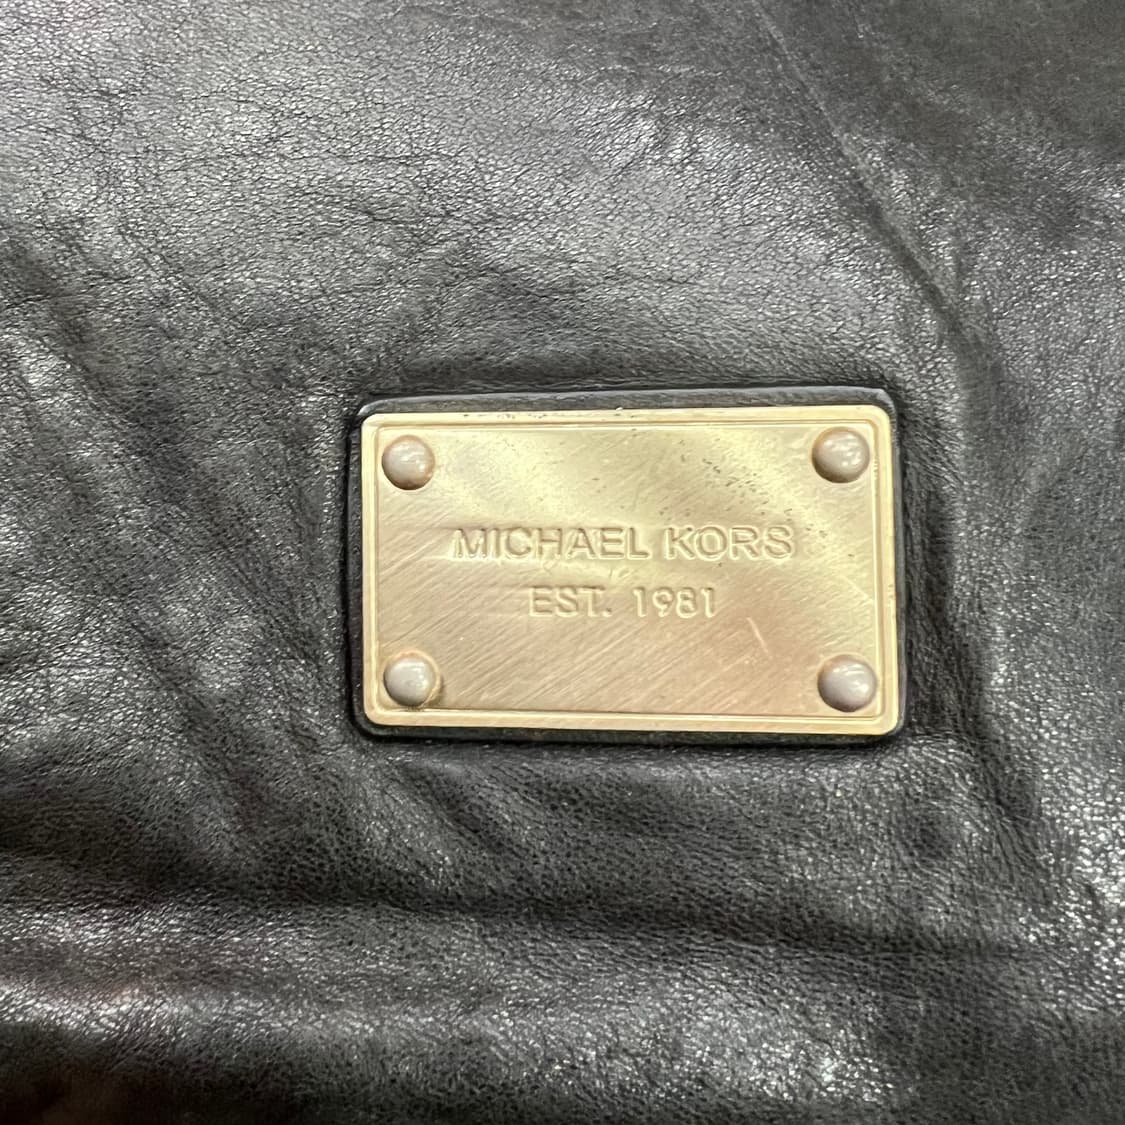 MICHAEL KORS
EST. 1981